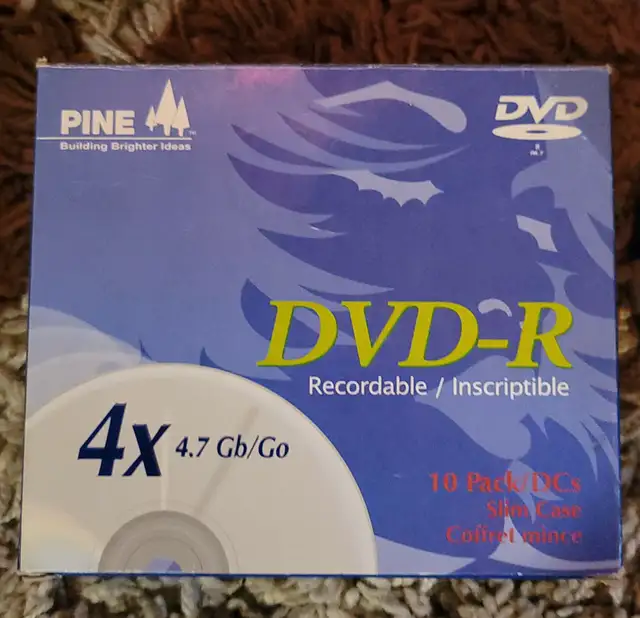 PINE
TM
Building Brighter Ideas
DVD
R
DVD-R
Recordable / Inscriptible
4x 4.7 Gb/Go
10 Pack/DCs
Slim Case
Coffret mince